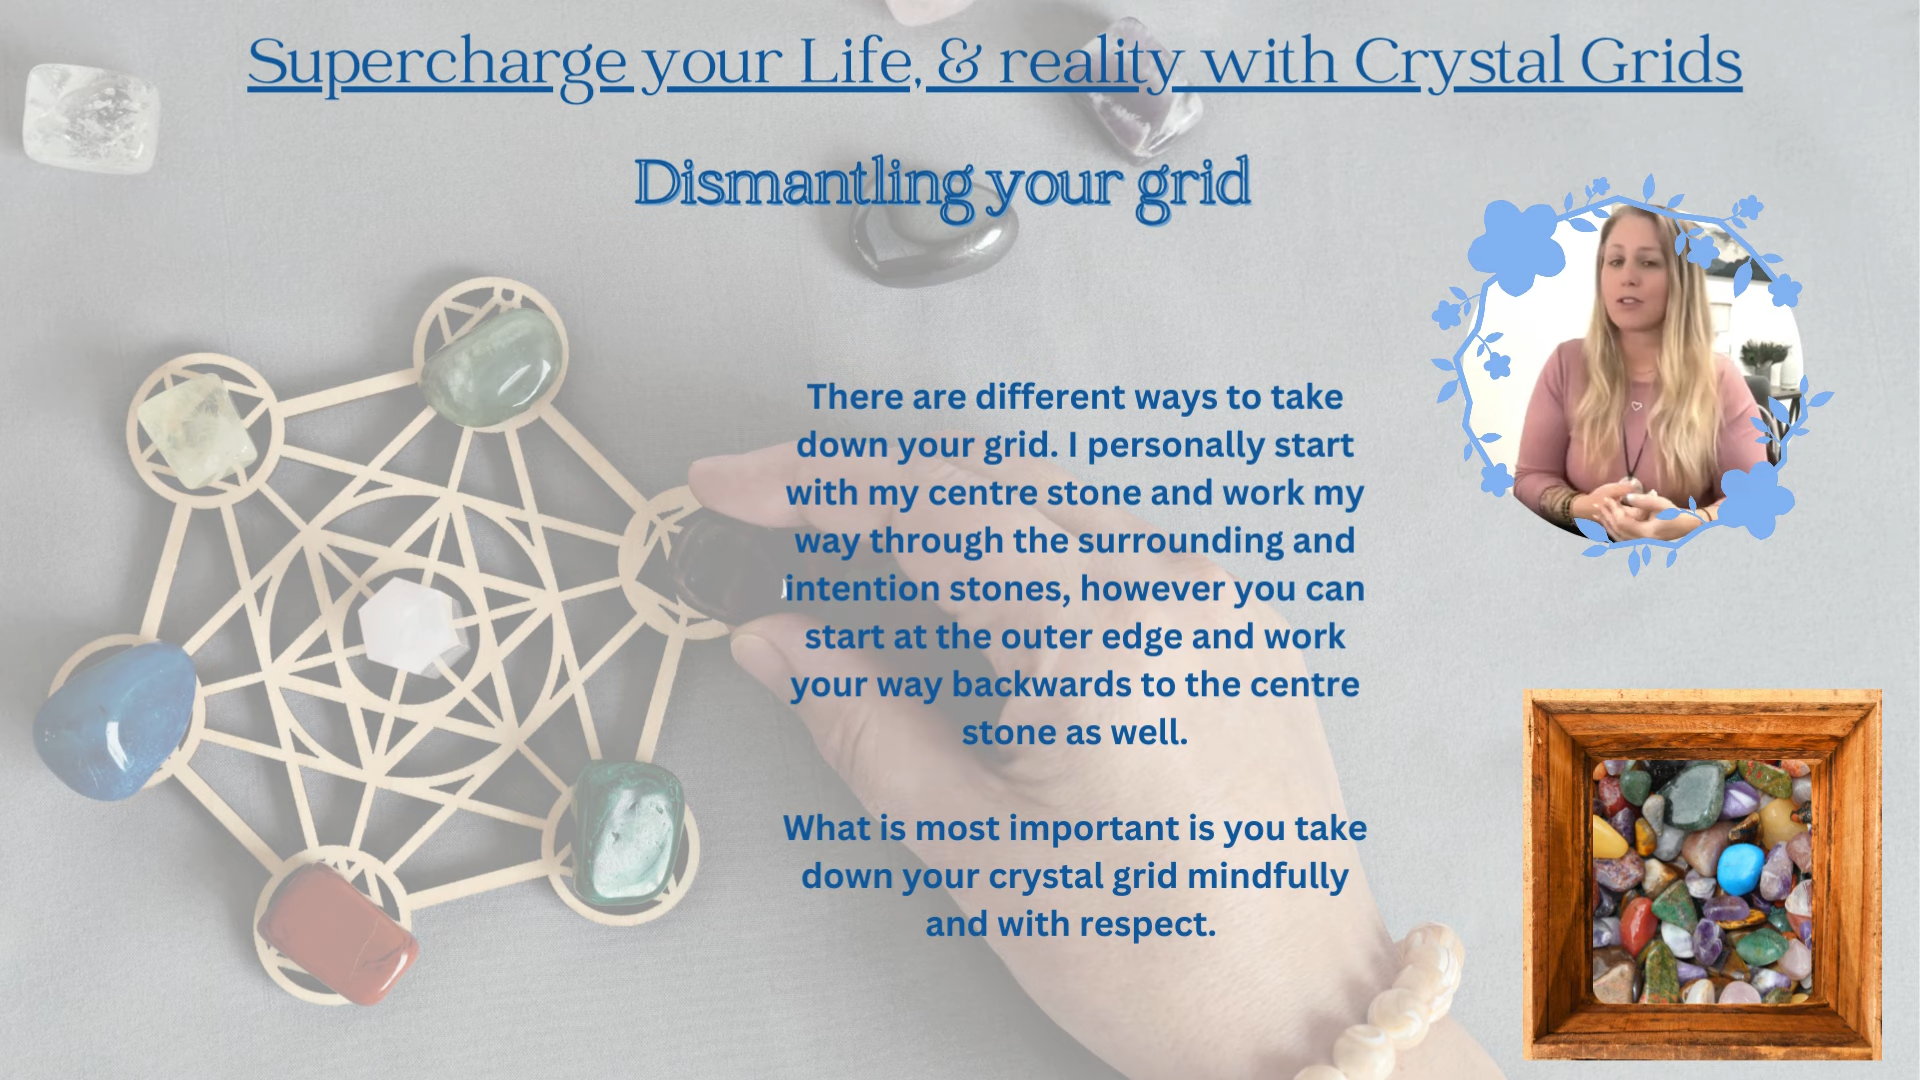 Supercharge your Life, & reality with Crystal Grids
Dismantling your grid
There are different ways to take
down your grid. I personally start
with my centre stone and work my
way through the surrounding and
intention stones, however you can
start at the outer edge and work
your way backwards to the centre
stone as well.
What is most important is you take
down your crystal grid mindfully
and with respect.